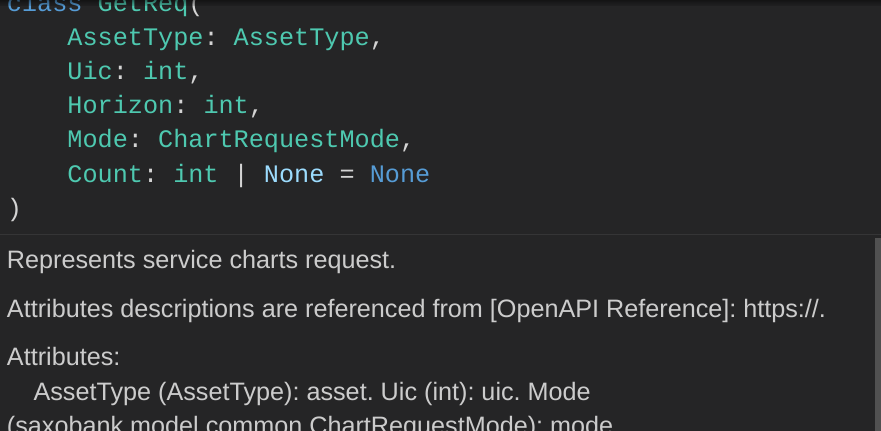 class GetReq(
AssetType: AssetType,
Uic: int,
Horizon: int,
Mode: ChartRequestMode,
Count: int | None = None
)
Represents service charts request.
Attributes descriptions are referenced from [OpenAPI Reference]: https://.
Attributes:
AssetType (AssetType): asset. Uic (int): uic. Mode
(saxobank.model.common.ChartRequestMode): mode